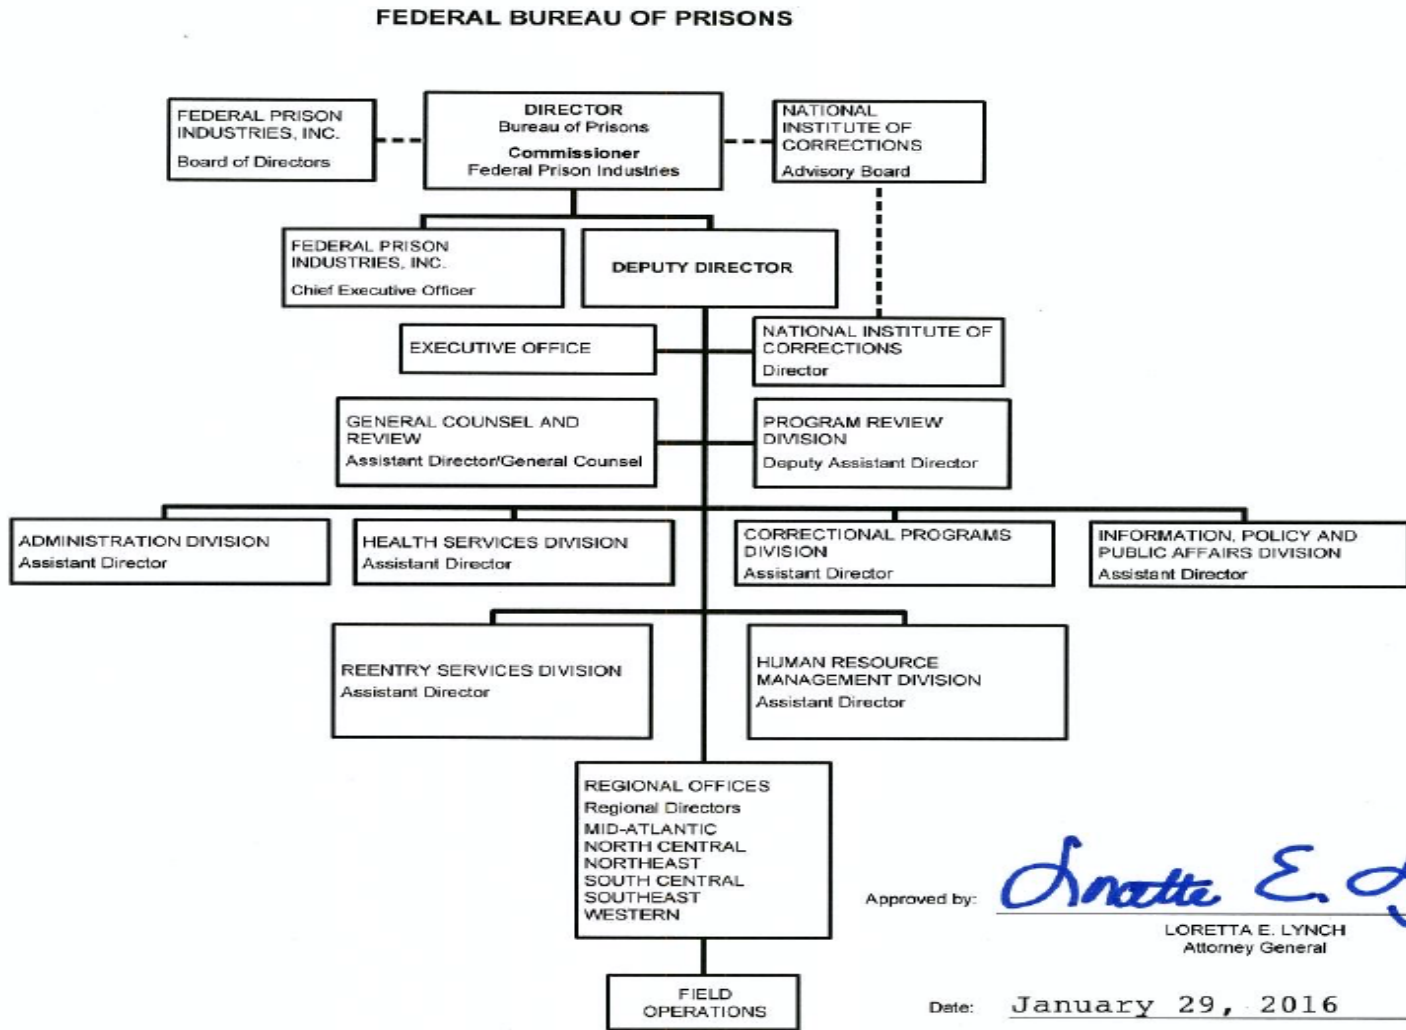 FEDERAL BUREAU OF PRISONS
FEDERAL PRISON
INDUSTRIES, INC.
Board of Directors
DIRECTOR
Bureau of Prisons
Commissioner
Federal Prison Industries
NATIONAL
INSTITUTE OF
CORRECTIONS
Advisory Board
FEDERAL PRISON
INDUSTRIES, INC.
Chief Executive Officer
DEPUTY DIRECTOR
EXECUTIVE OFFICE
NATIONAL INSTITUTE OF
CORRECTIONS
Director
GENERAL COUNSEL AND
REVIEW
Assistant Director/General Counsel
PROGRAM REVIEW
DIVISION
Deputy Assistant Director
ADMINISTRATION DIVISION
Assistant Director
HEALTH SERVICES DIVISION
Assistant Director
CORRECTIONAL PROGRAMS
DIVISION
Assistant Director
INFORMATION, POLICY AND
PUBLIC AFFAIRS DIVISION
Assistant Director
REENTRY SERVICES DIVISION
Assistant Director
HUMAN RESOURCE
MANAGEMENT DIVISION
Assistant Director
REGIONAL OFFICES
Regional Directors
MID-ATLANTIC
NORTH CENTRAL
NORTHEAST
SOUTH CENTRAL
SOUTHEAST
WESTERN
FIELD
OPERATIONS
Approved by: Loretta E. L
LORETTA E. LYNCH
Attorney General
Date: January 29, 2016